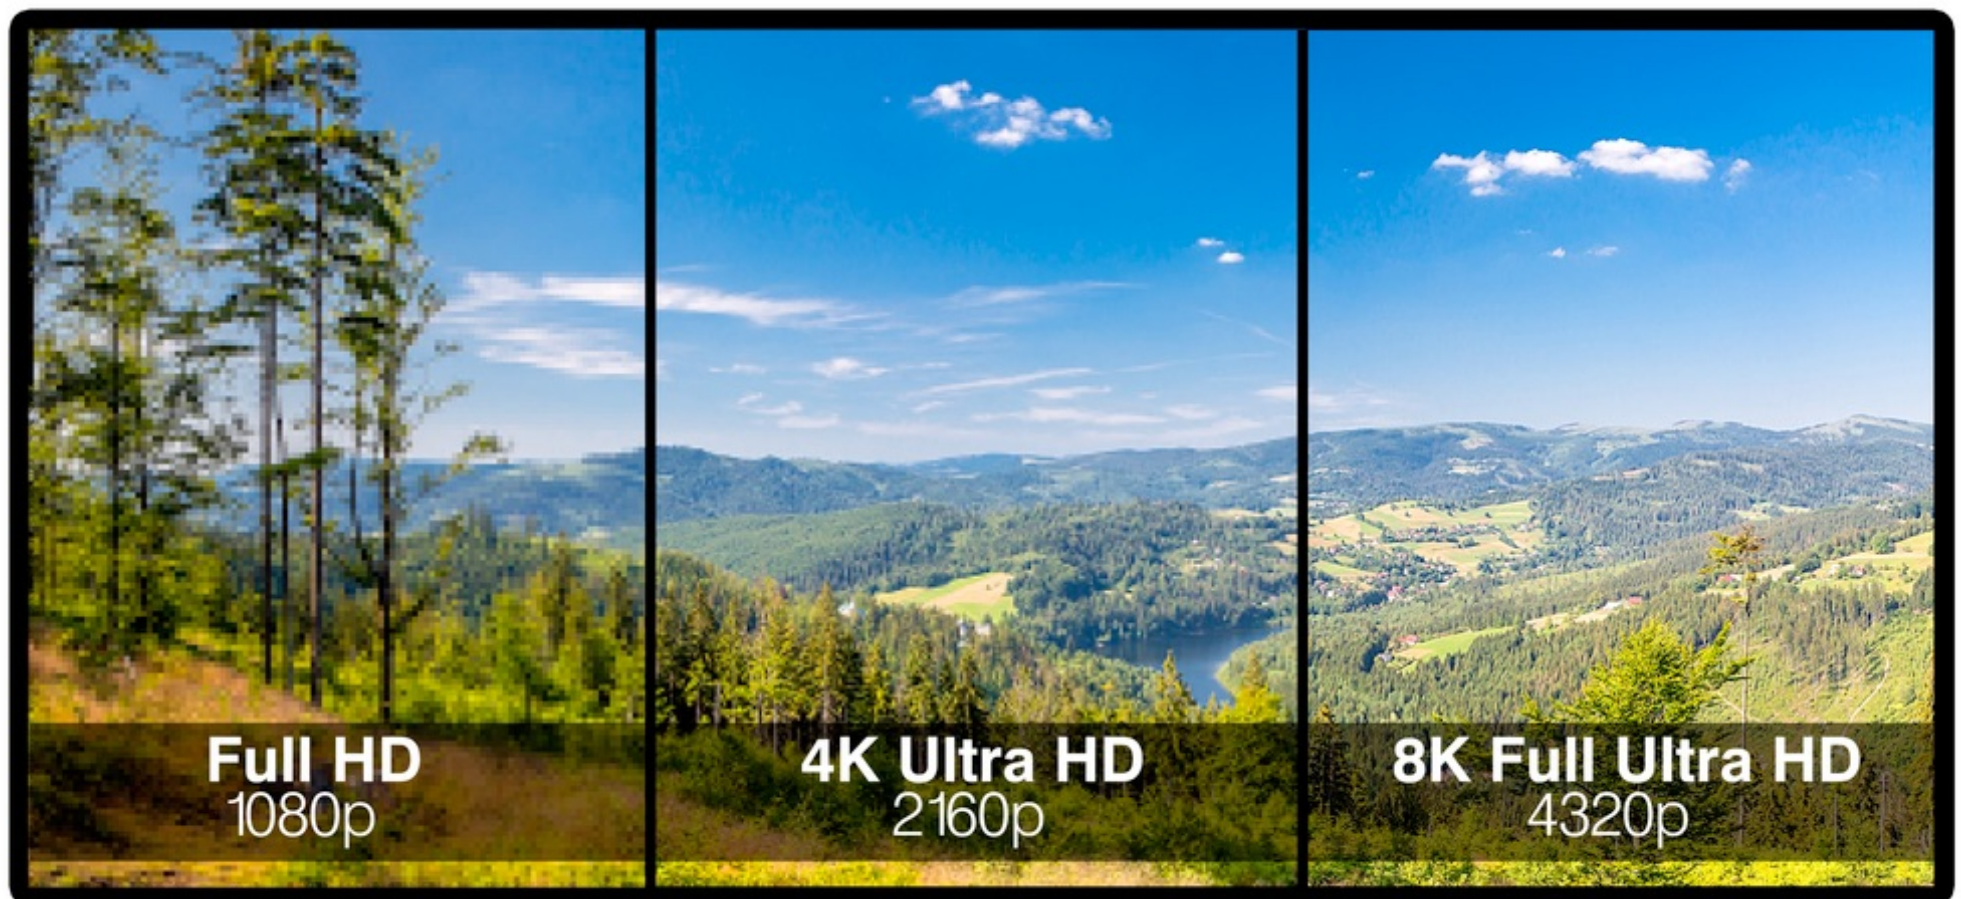 Full HD
1080p
4K Ultra HD
2160p
8K Full Ultra HD
4320p